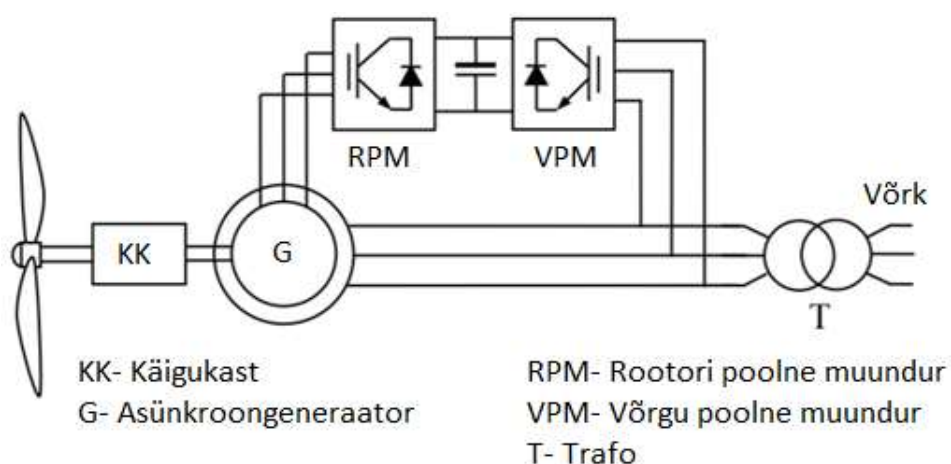 RPM
VPM
Võrk
KK
G
T
KK- Käigukast
G- Asünkroongeneraator
RPM- Rootori poolne muundur
VPM- Võrgu poolne muundur
T- Trafo